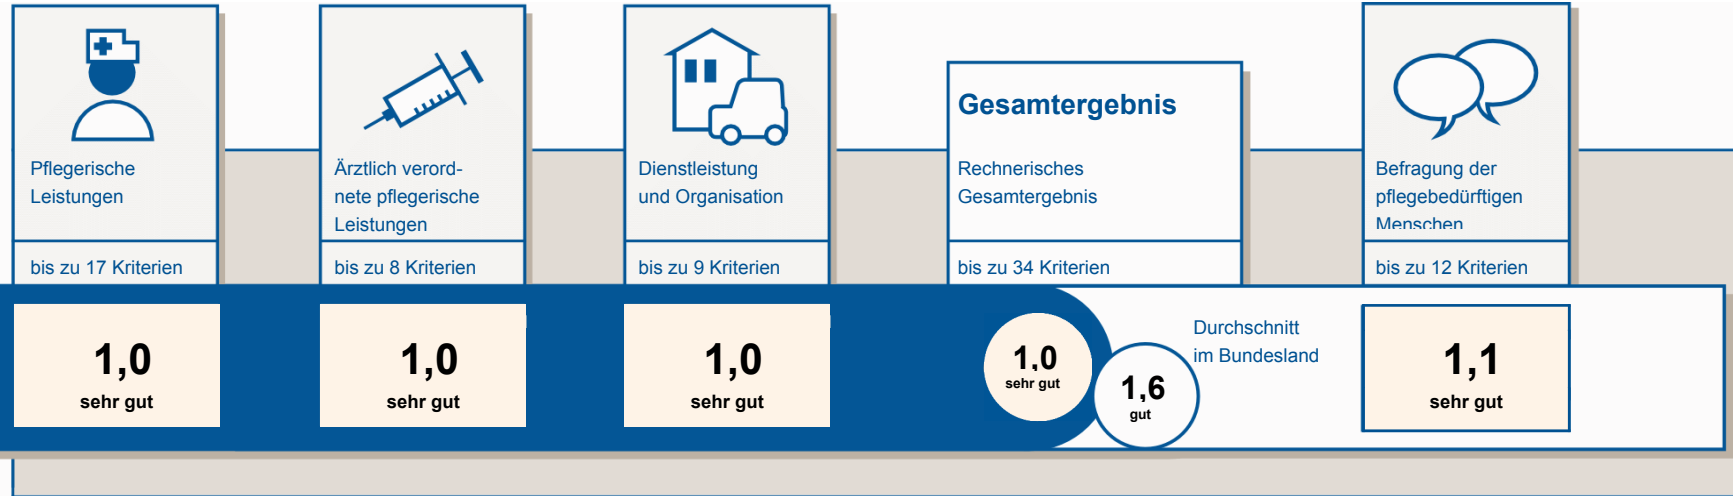 Pflegerische
Leistungen
bis zu 17 Kriterien
1,0
sehr gut
Ärztlich verord-
nete pflegerische
Leistungen
bis zu 8 Kriterien
1,0
sehr gut
Dienstleistung
und Organisation
bis zu 9 Kriterien
1,0
sehr gut
Gesamtergebnis
Rechnerisches
Gesamtergebnis
bis zu 34 Kriterien
1,0
sehr gut
1,6
gut
Durchschnitt
im Bundesland
Befragung der
pflegebedürftigen
Menschen
bis zu 12 Kriterien
1,1
sehr gut